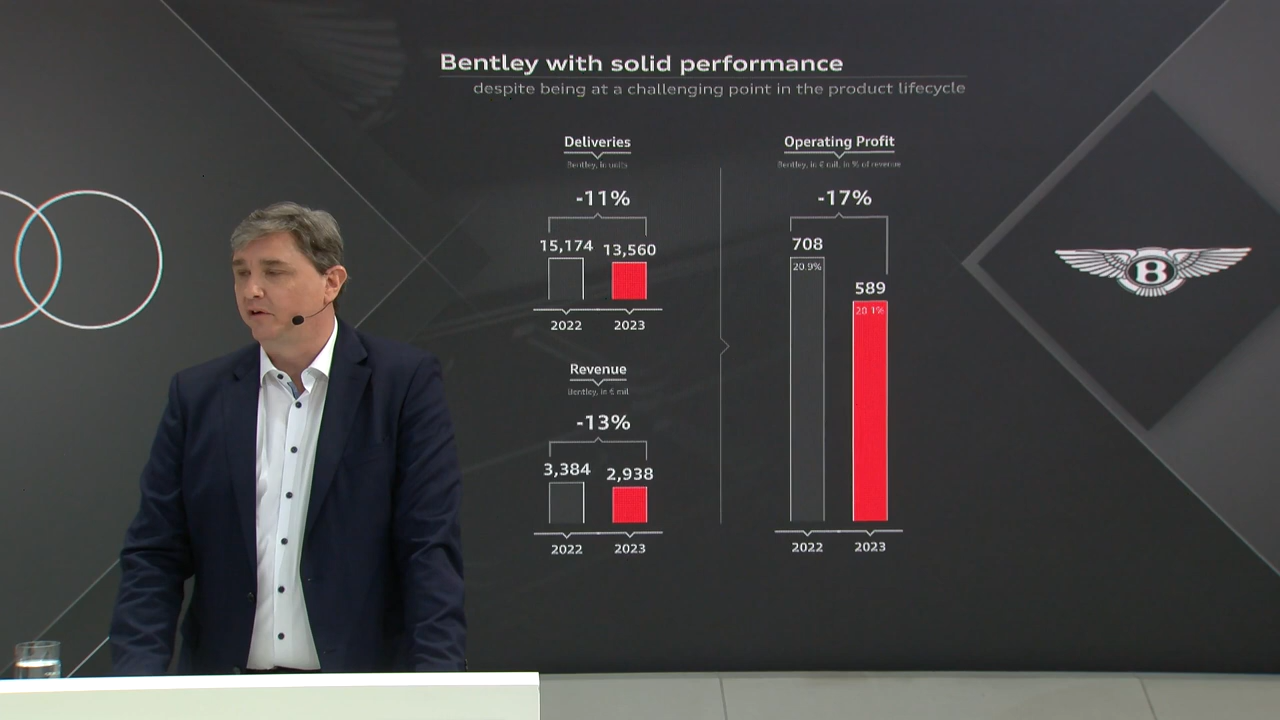 Bentley with solid performance
despite being at a challenging point in the product lifecycle
Deliveries
Bentley, in units
-11%
15,174 13,560
2022 2023
Revenue
Bentley, in € mil.
-13%
3,384 2,938
2022 2023
Operating Profit
Bentley, in € mil. in % of revenue
-17%
708
20.9%
589
20.1%
2022 2023
B